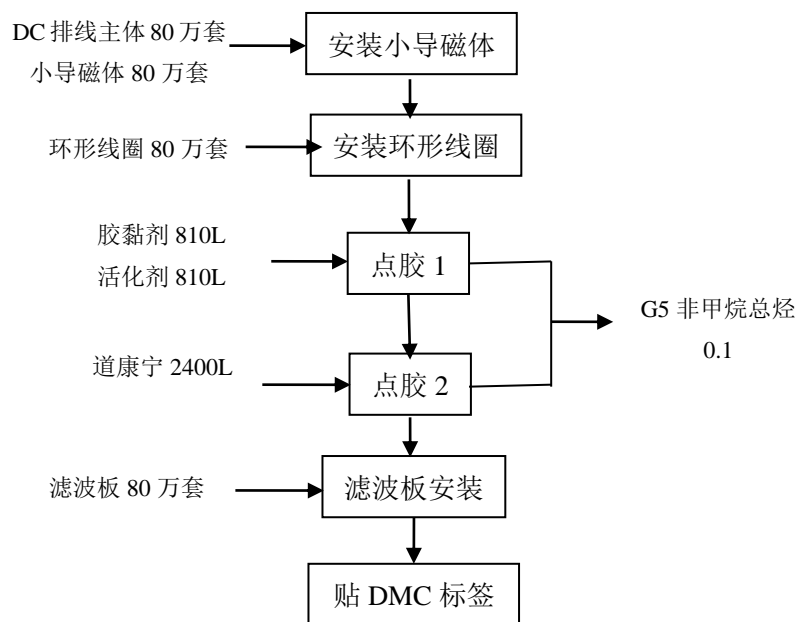 DC 排线主体 80 万套
小导磁体 80 万套
安装小导磁体
环形线圈 80 万套
安装环形线圈
胶黏剂 810L
活化剂 810L
点胶 1
G5 非甲烷总烃
0.1
道康宁 2400L
点胶 2
滤波板 80 万套
滤波板安装
贴 DMC 标签